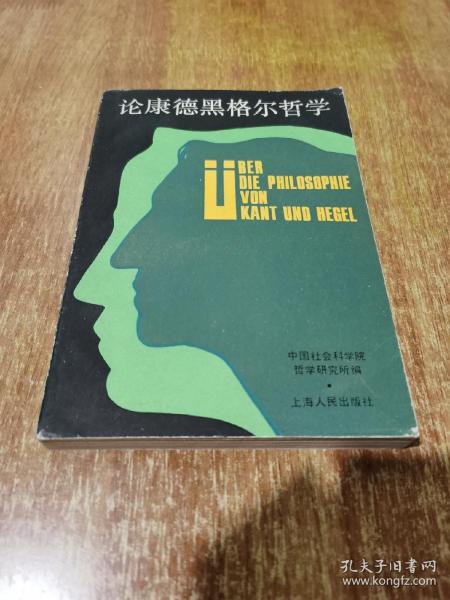 论康德黑格尔哲学
ÜBER
DIE PHILOSOPHIE
VON
KANT UND HEGEL
中国社会科学院
哲学研究所编
上海人民出版社
孔夫子旧书网
www.kongfz.com